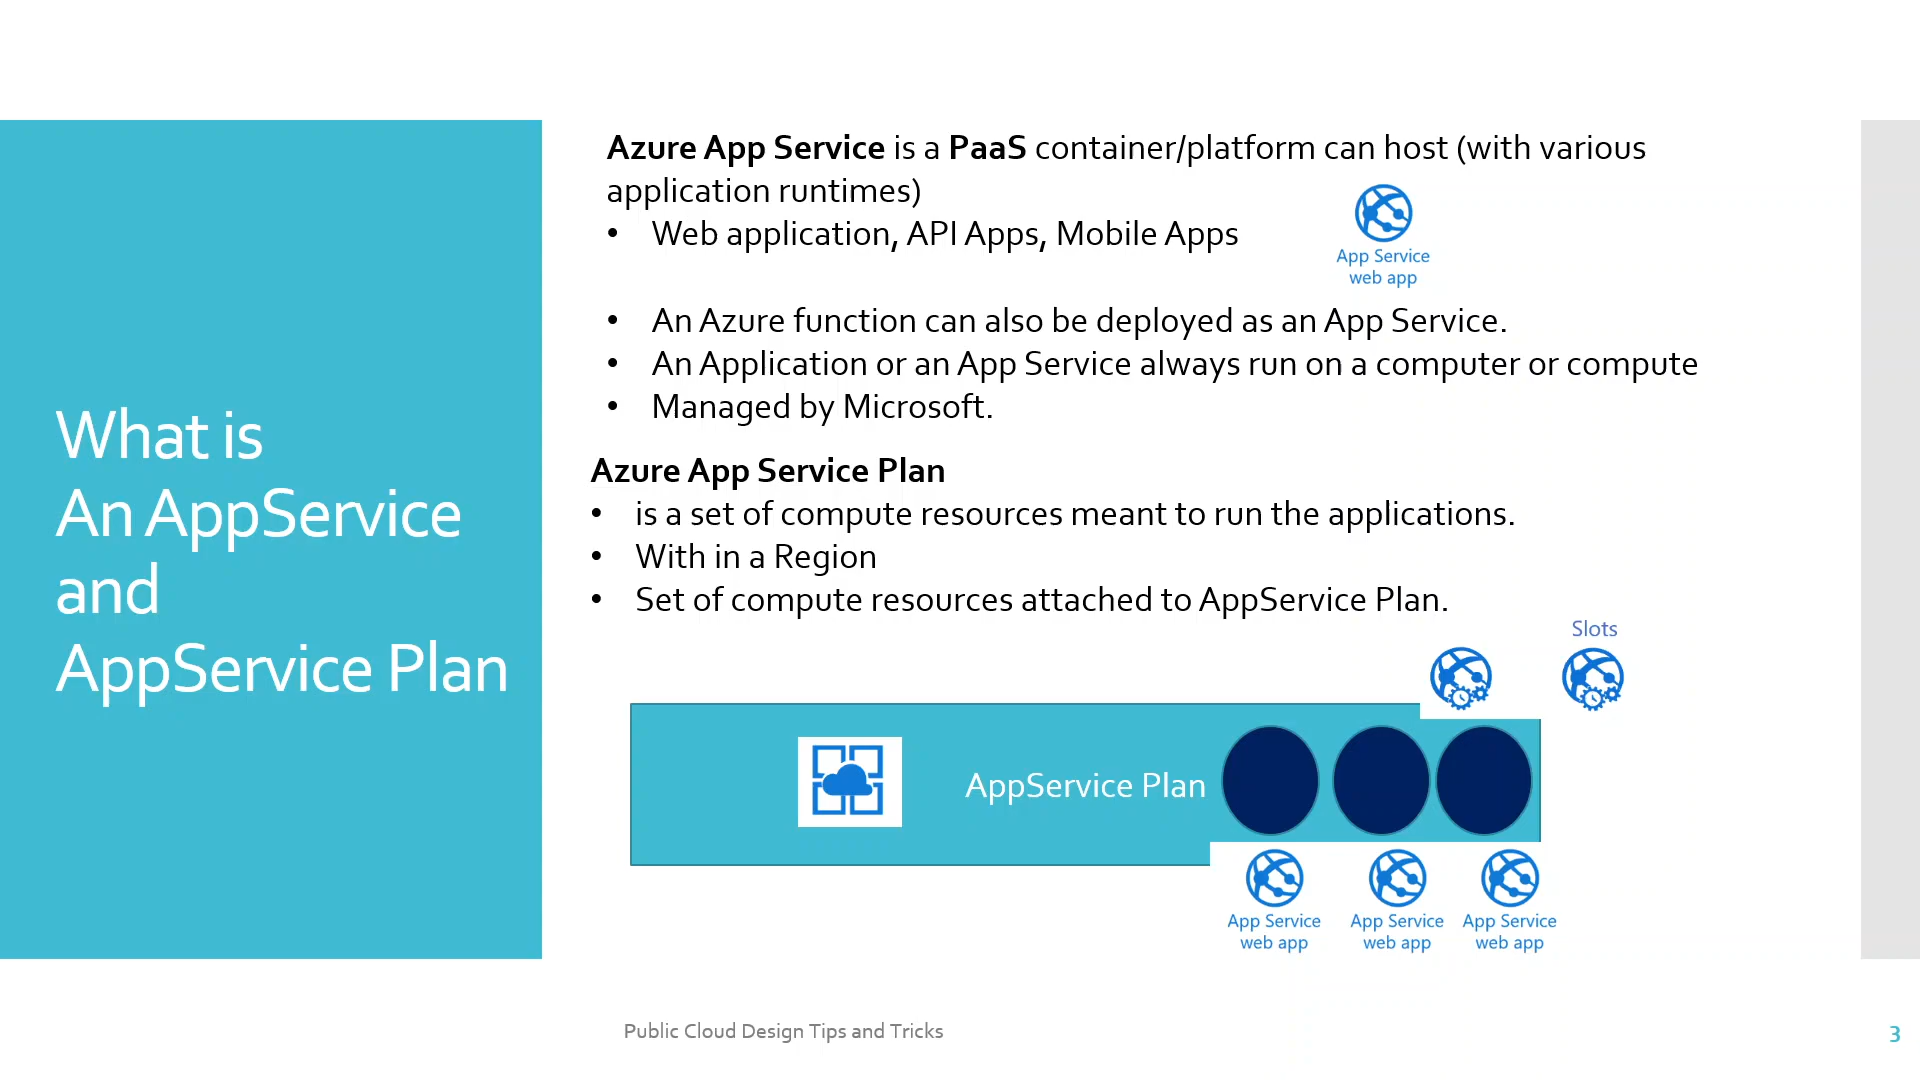 What is
An AppService
and
AppService Plan
Azure App Service is a PaaS container/platform can host (with various
application runtimes)
• Web application, API Apps, Mobile Apps
App Service
web app
• An Azure function can also be deployed as an App Service.
• An Application or an App Service always run on a computer or compute
• Managed by Microsoft.
Azure App Service Plan
• is a set of compute resources meant to run the applications.
• With in a Region
• Set of compute resources attached to AppService Plan.
Slots
AppService Plan
App Service
web app
App Service
web app
App Service
web app
Public Cloud Design Tips and Tricks
3